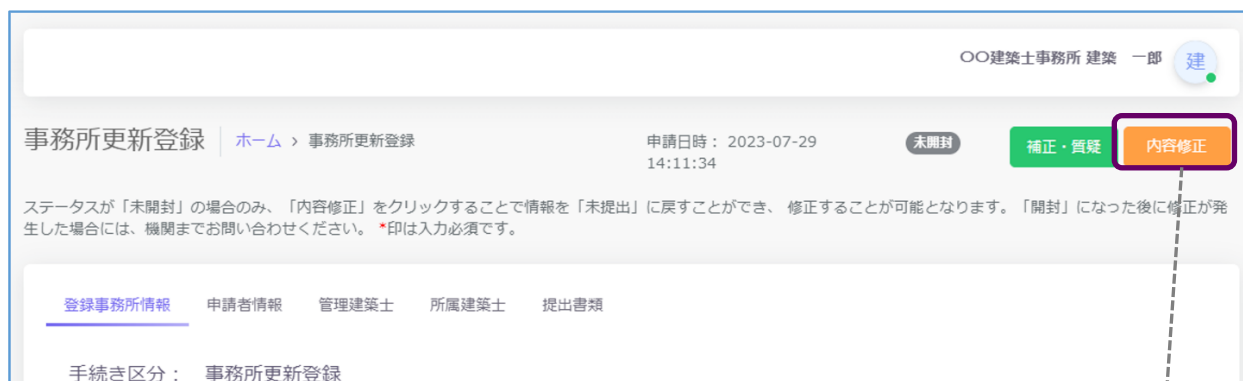 〇〇建築士事務所 建築　一郎
建
事務所更新登録 ホーム › 事務所更新登録
申請日時： 2023-07-29
14:11:34
未開封
補正・質疑
内容修正
ステータスが「未開封」の場合のみ、「内容修正」をクリックすることで情報を「未提出」に戻すことができ、 修正することが可能となります。「開封」になった後に修正が発
生した場合には、機関までお問い合わせください。 *印は入力必須です。
登録事務所情報 申請者情報 管理建築士 所属建築士 提出書類
手続き区分： 事務所更新登録